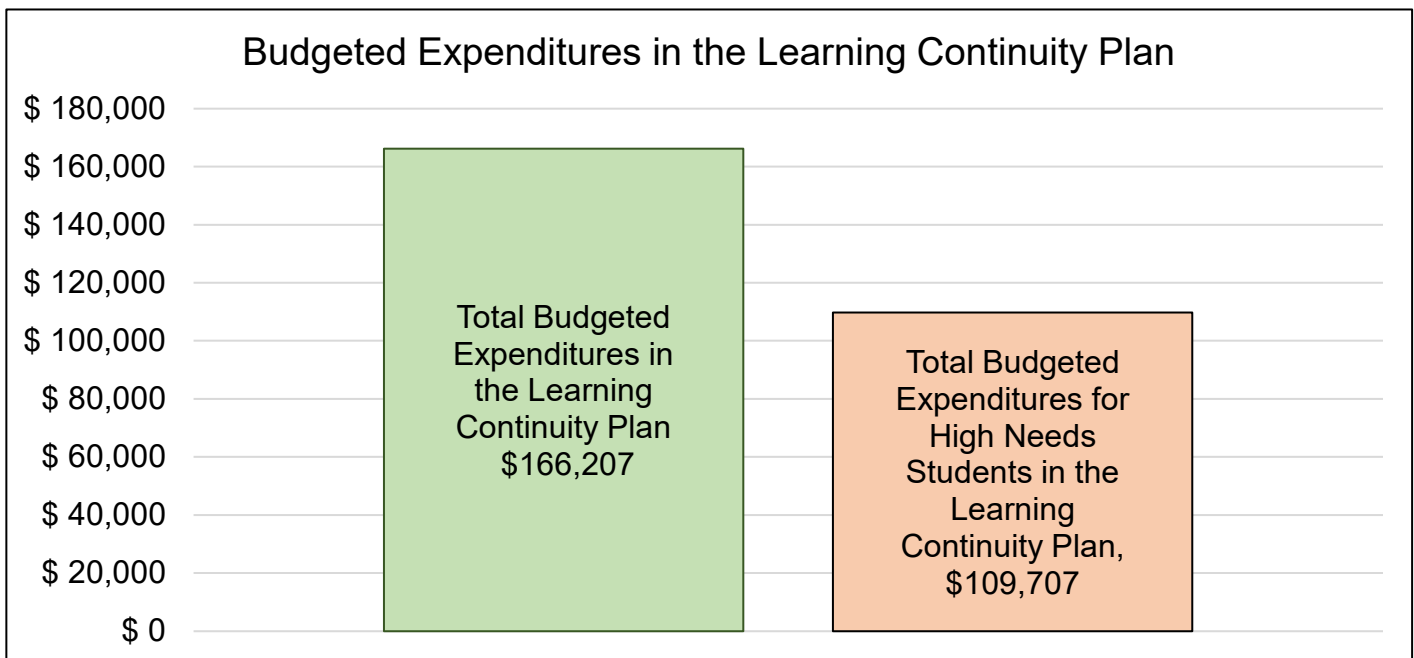 Budgeted Expenditures in the Learning Continuity Plan
$ 180,000
$ 160,000
$ 140,000
$ 120,000
$ 100,000
$ 80,000
$ 60,000
$ 40,000
$ 20,000
$ 0
Total Budgeted
Expenditures in
the Learning
Continuity Plan
$166,207
Total Budgeted
Expenditures for
High Needs
Students in the
Learning
Continuity Plan,
$109,707